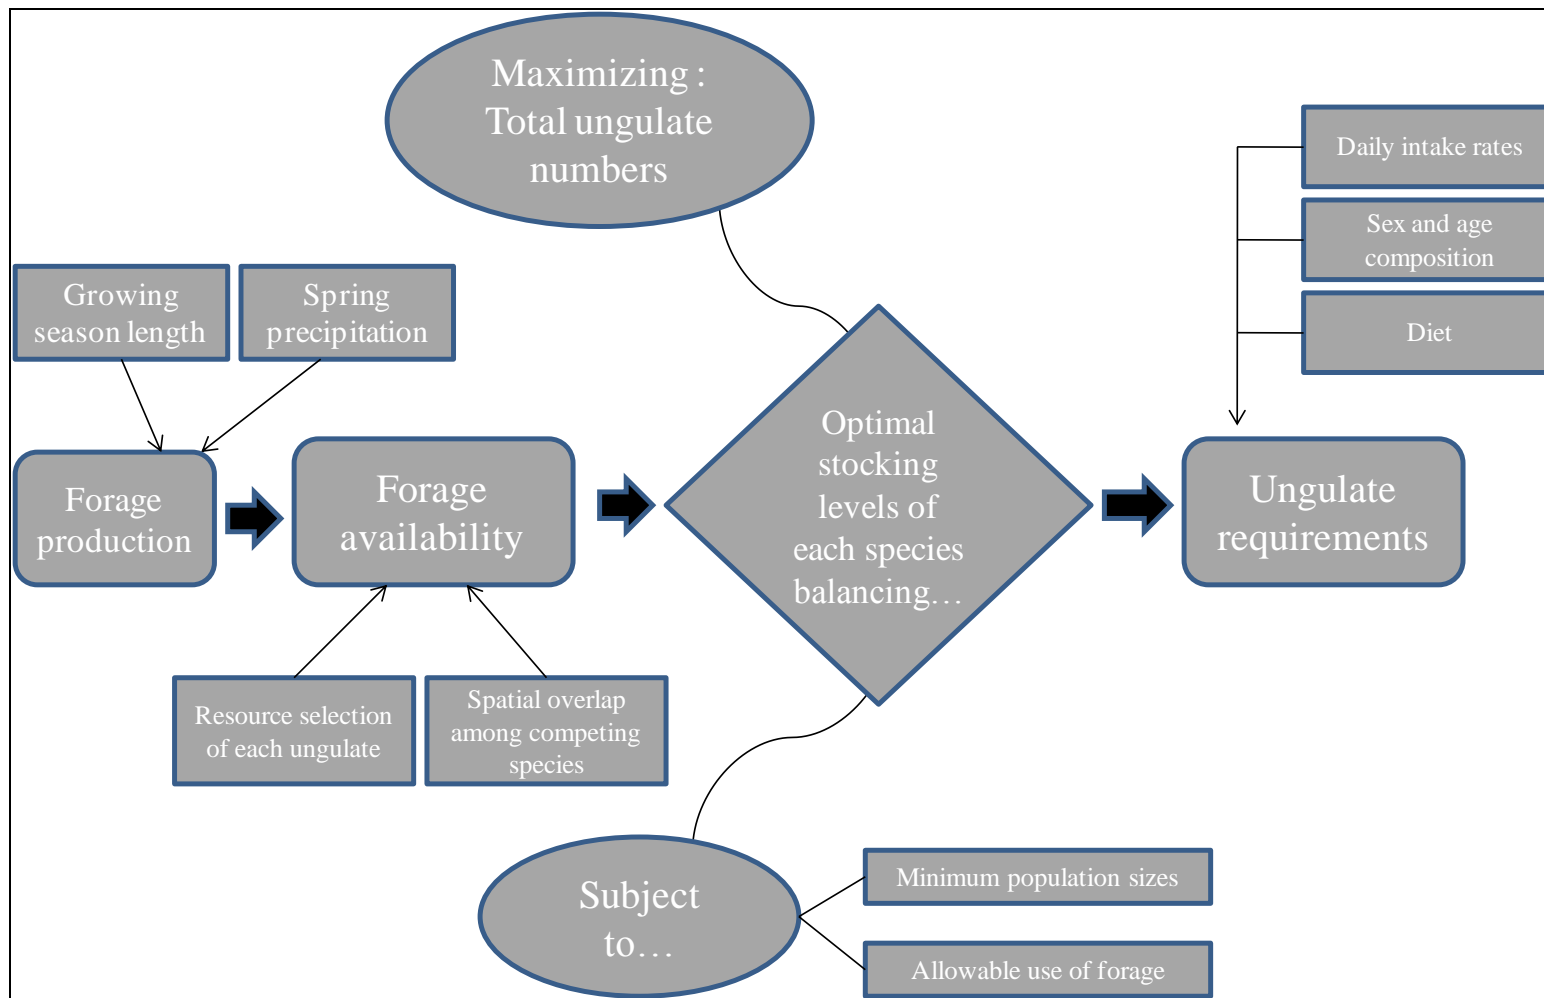 Maximizing :
Total ungulate
numbers
Daily intake rates
Sex and age
composition
Diet
Growing
season length
Spring
precipitation
Forage
production
Forage
availability
Optimal
stocking
levels of
each species
balancing…
Ungulate
requirements
Resource selection
of each ungulate
Spatial overlap
among competing
species
Subject
to…
Minimum population sizes
Allowable use of forage